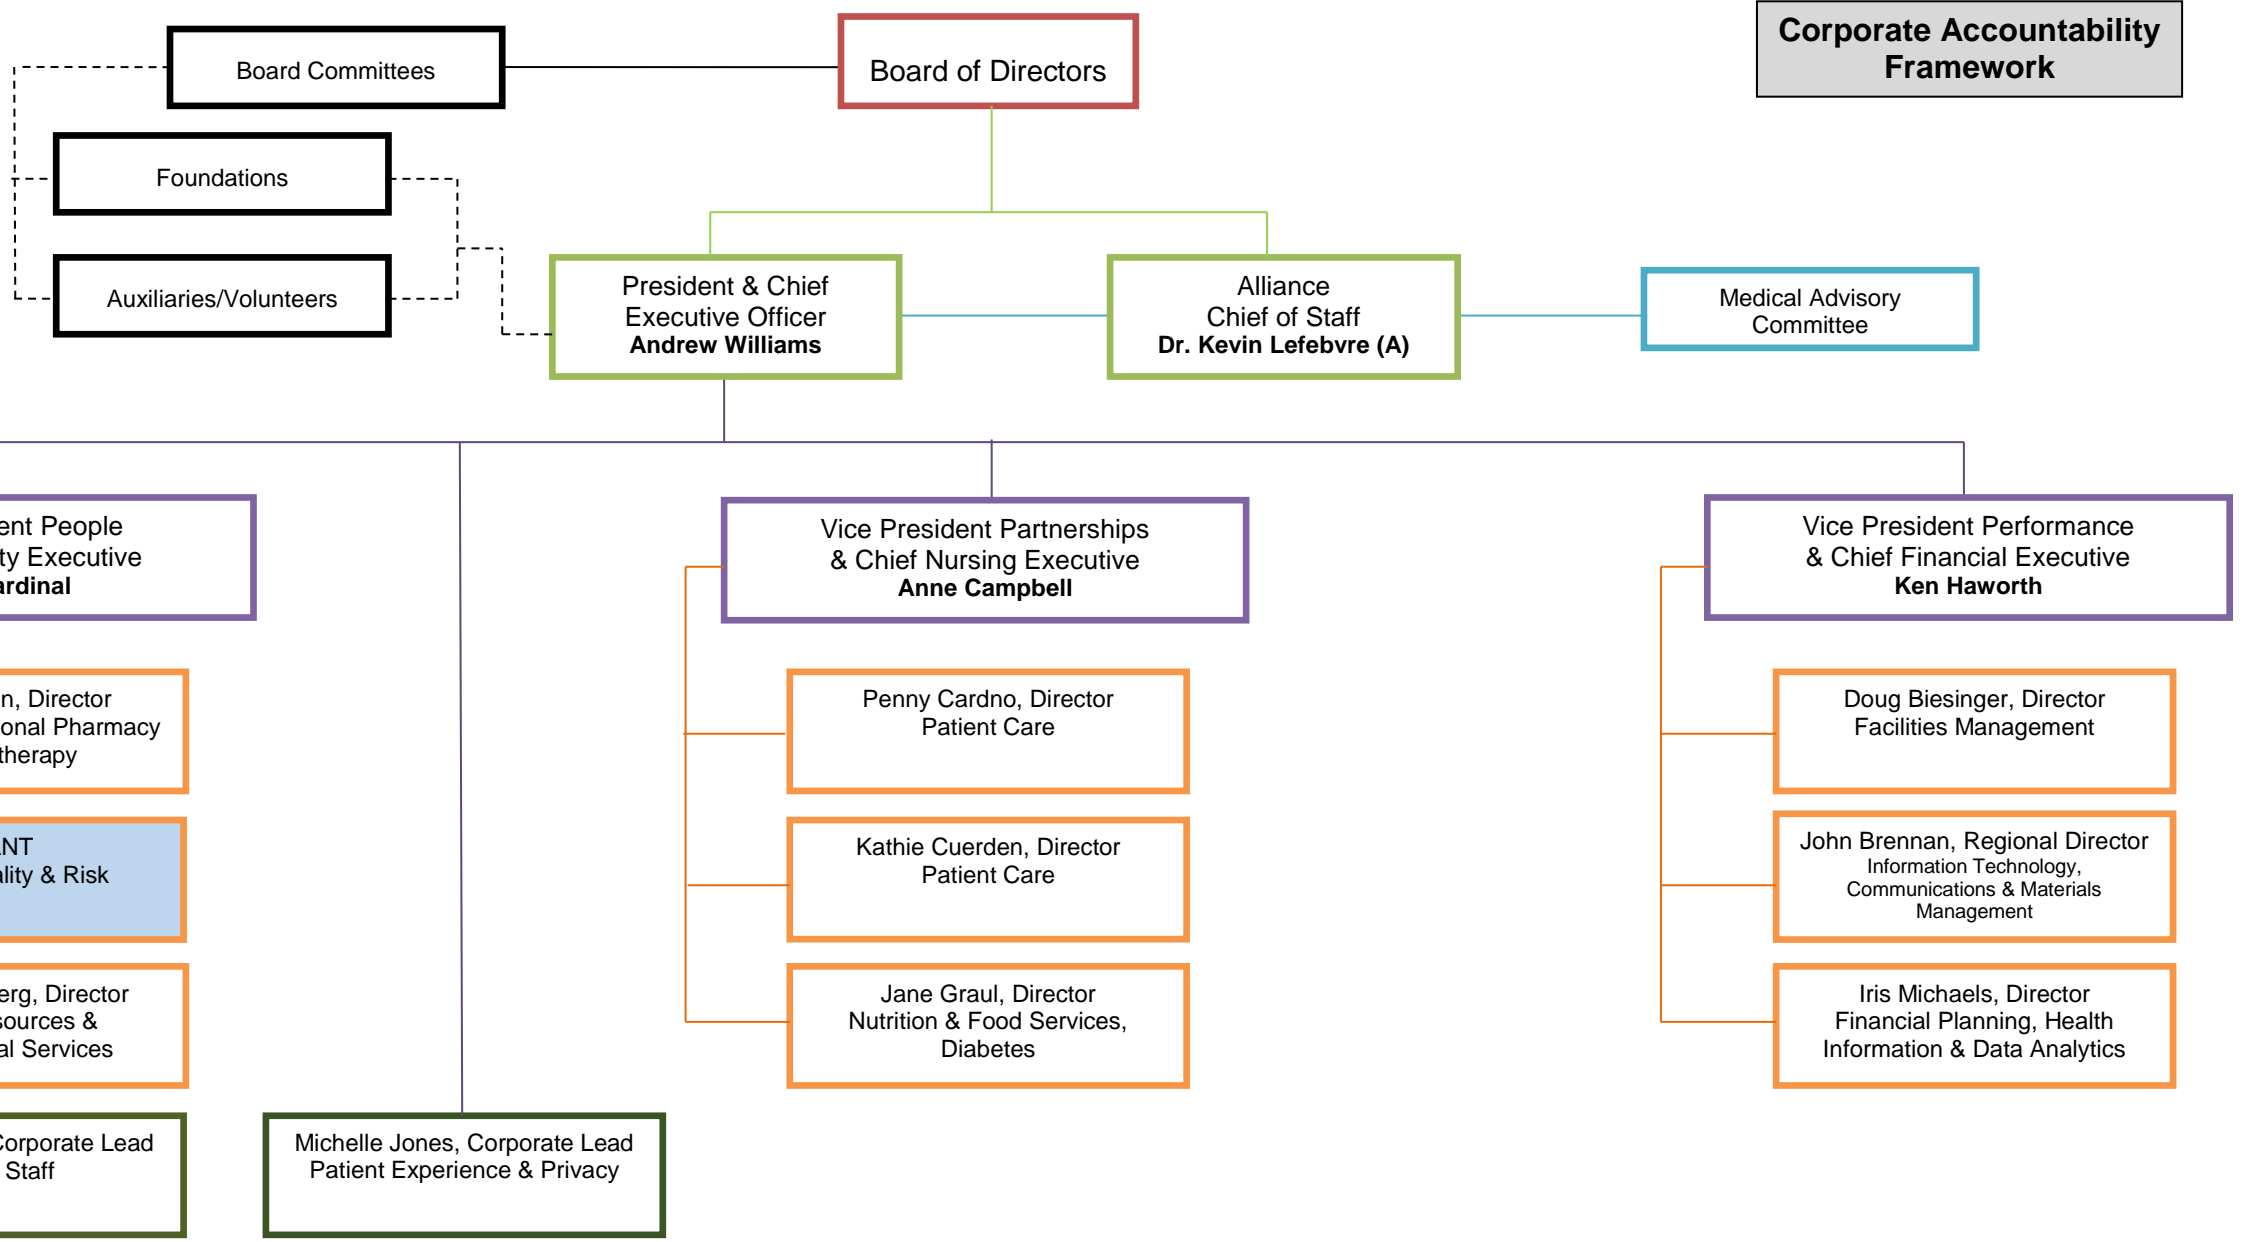 Corporate Accountability
Framework
Board Committees
Board of Directors
Foundations
Auxiliaries/Volunteers
President & Chief
Executive Officer
Andrew Williams
Alliance
Chief of Staff
Dr. Kevin Lefebvre (A)
Medical Advisory
Committee
ent People
ty Executive
ardinal
Vice President Partnerships
& Chief Nursing Executive
Anne Campbell
Vice President Performance
& Chief Financial Executive
Ken Haworth
n, Director
onal Pharmacy
therapy
Penny Cardno, Director
Patient Care
Doug Biesinger, Director
Facilities Management
ANT
ality & Risk
Kathie Cuerden, Director
Patient Care
John Brennan, Regional Director
Information Technology,
Communications & Materials
Management
erg, Director
sources &
al Services
Jane Graul, Director
Nutrition & Food Services,
Diabetes
Iris Michaels, Director
Financial Planning, Health
Information & Data Analytics
Corporate Lead
Staff
Michelle Jones, Corporate Lead
Patient Experience & Privacy